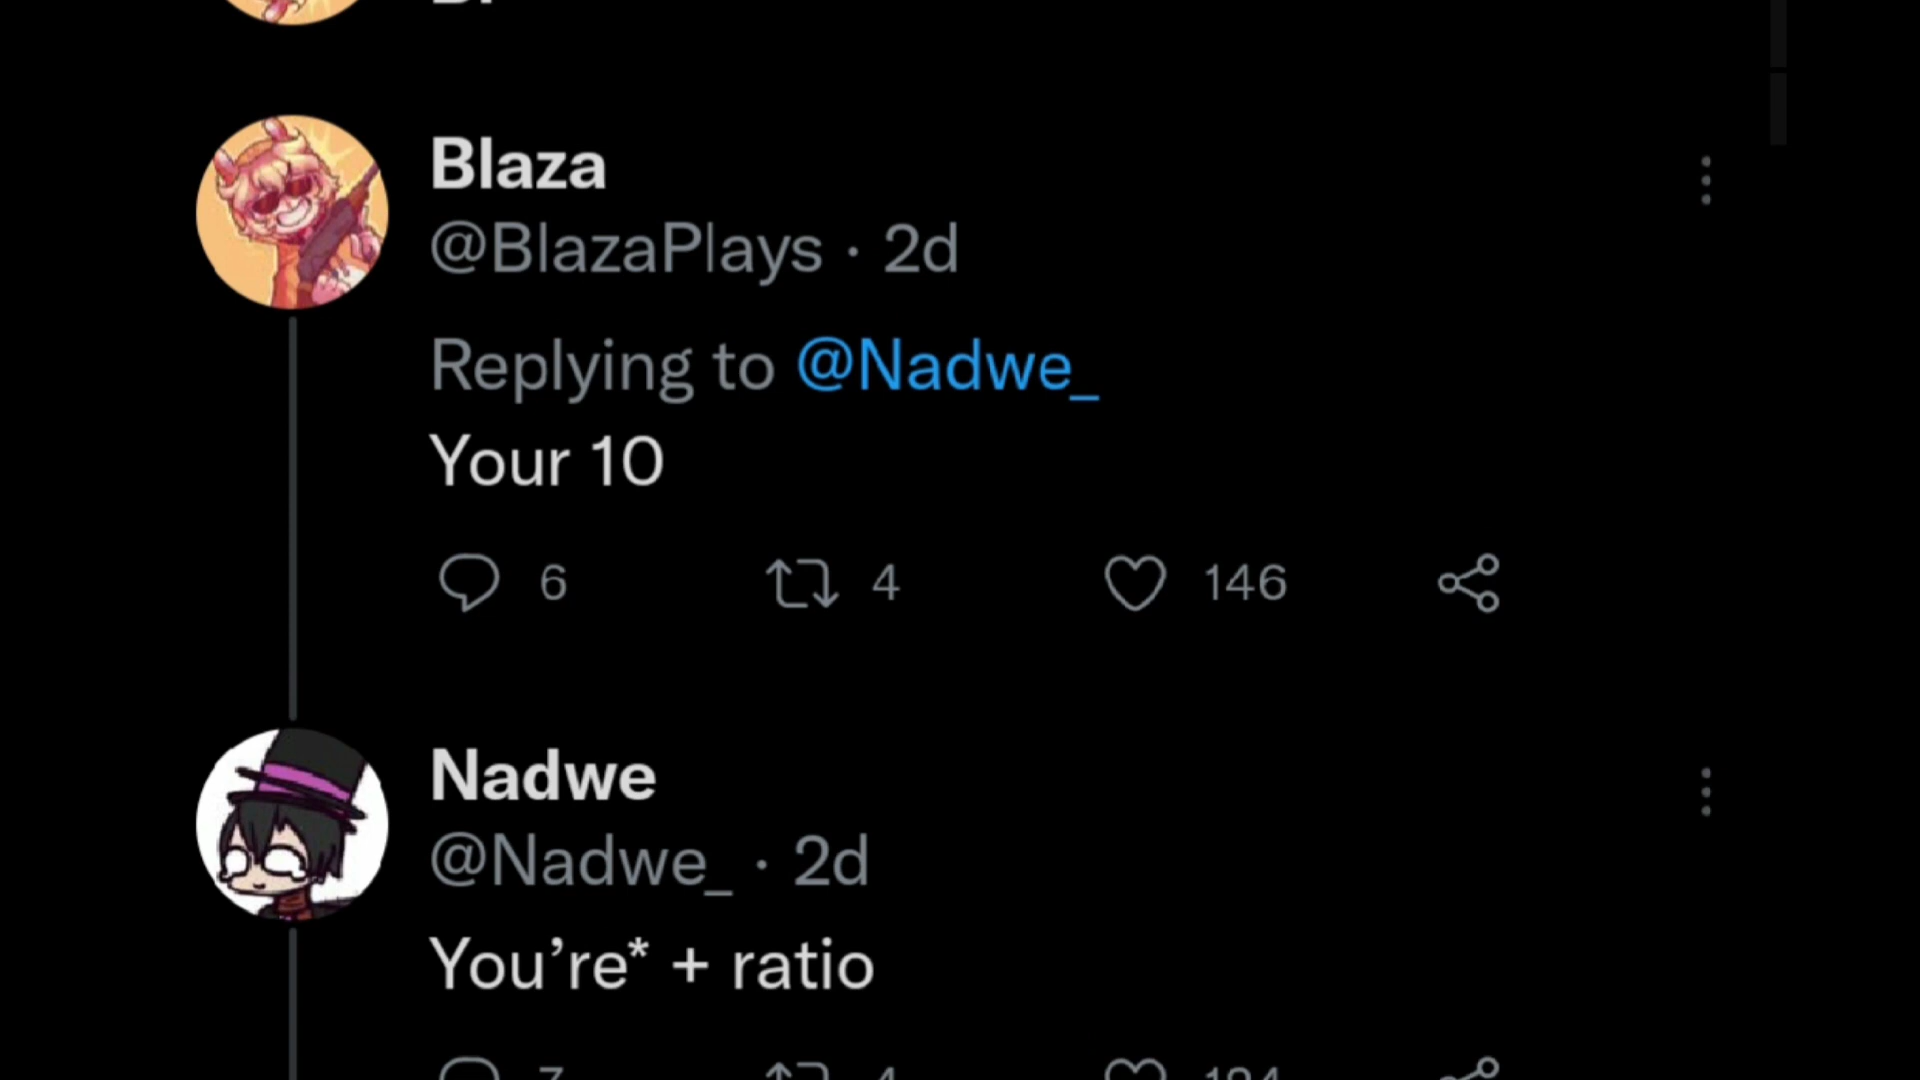 Blaza
@BlazaPlays · 2d
Replying to @Nadwe_
Your 10
6 4 146
Nadwe
@Nadwe_ · 2d
You’re* + ratio